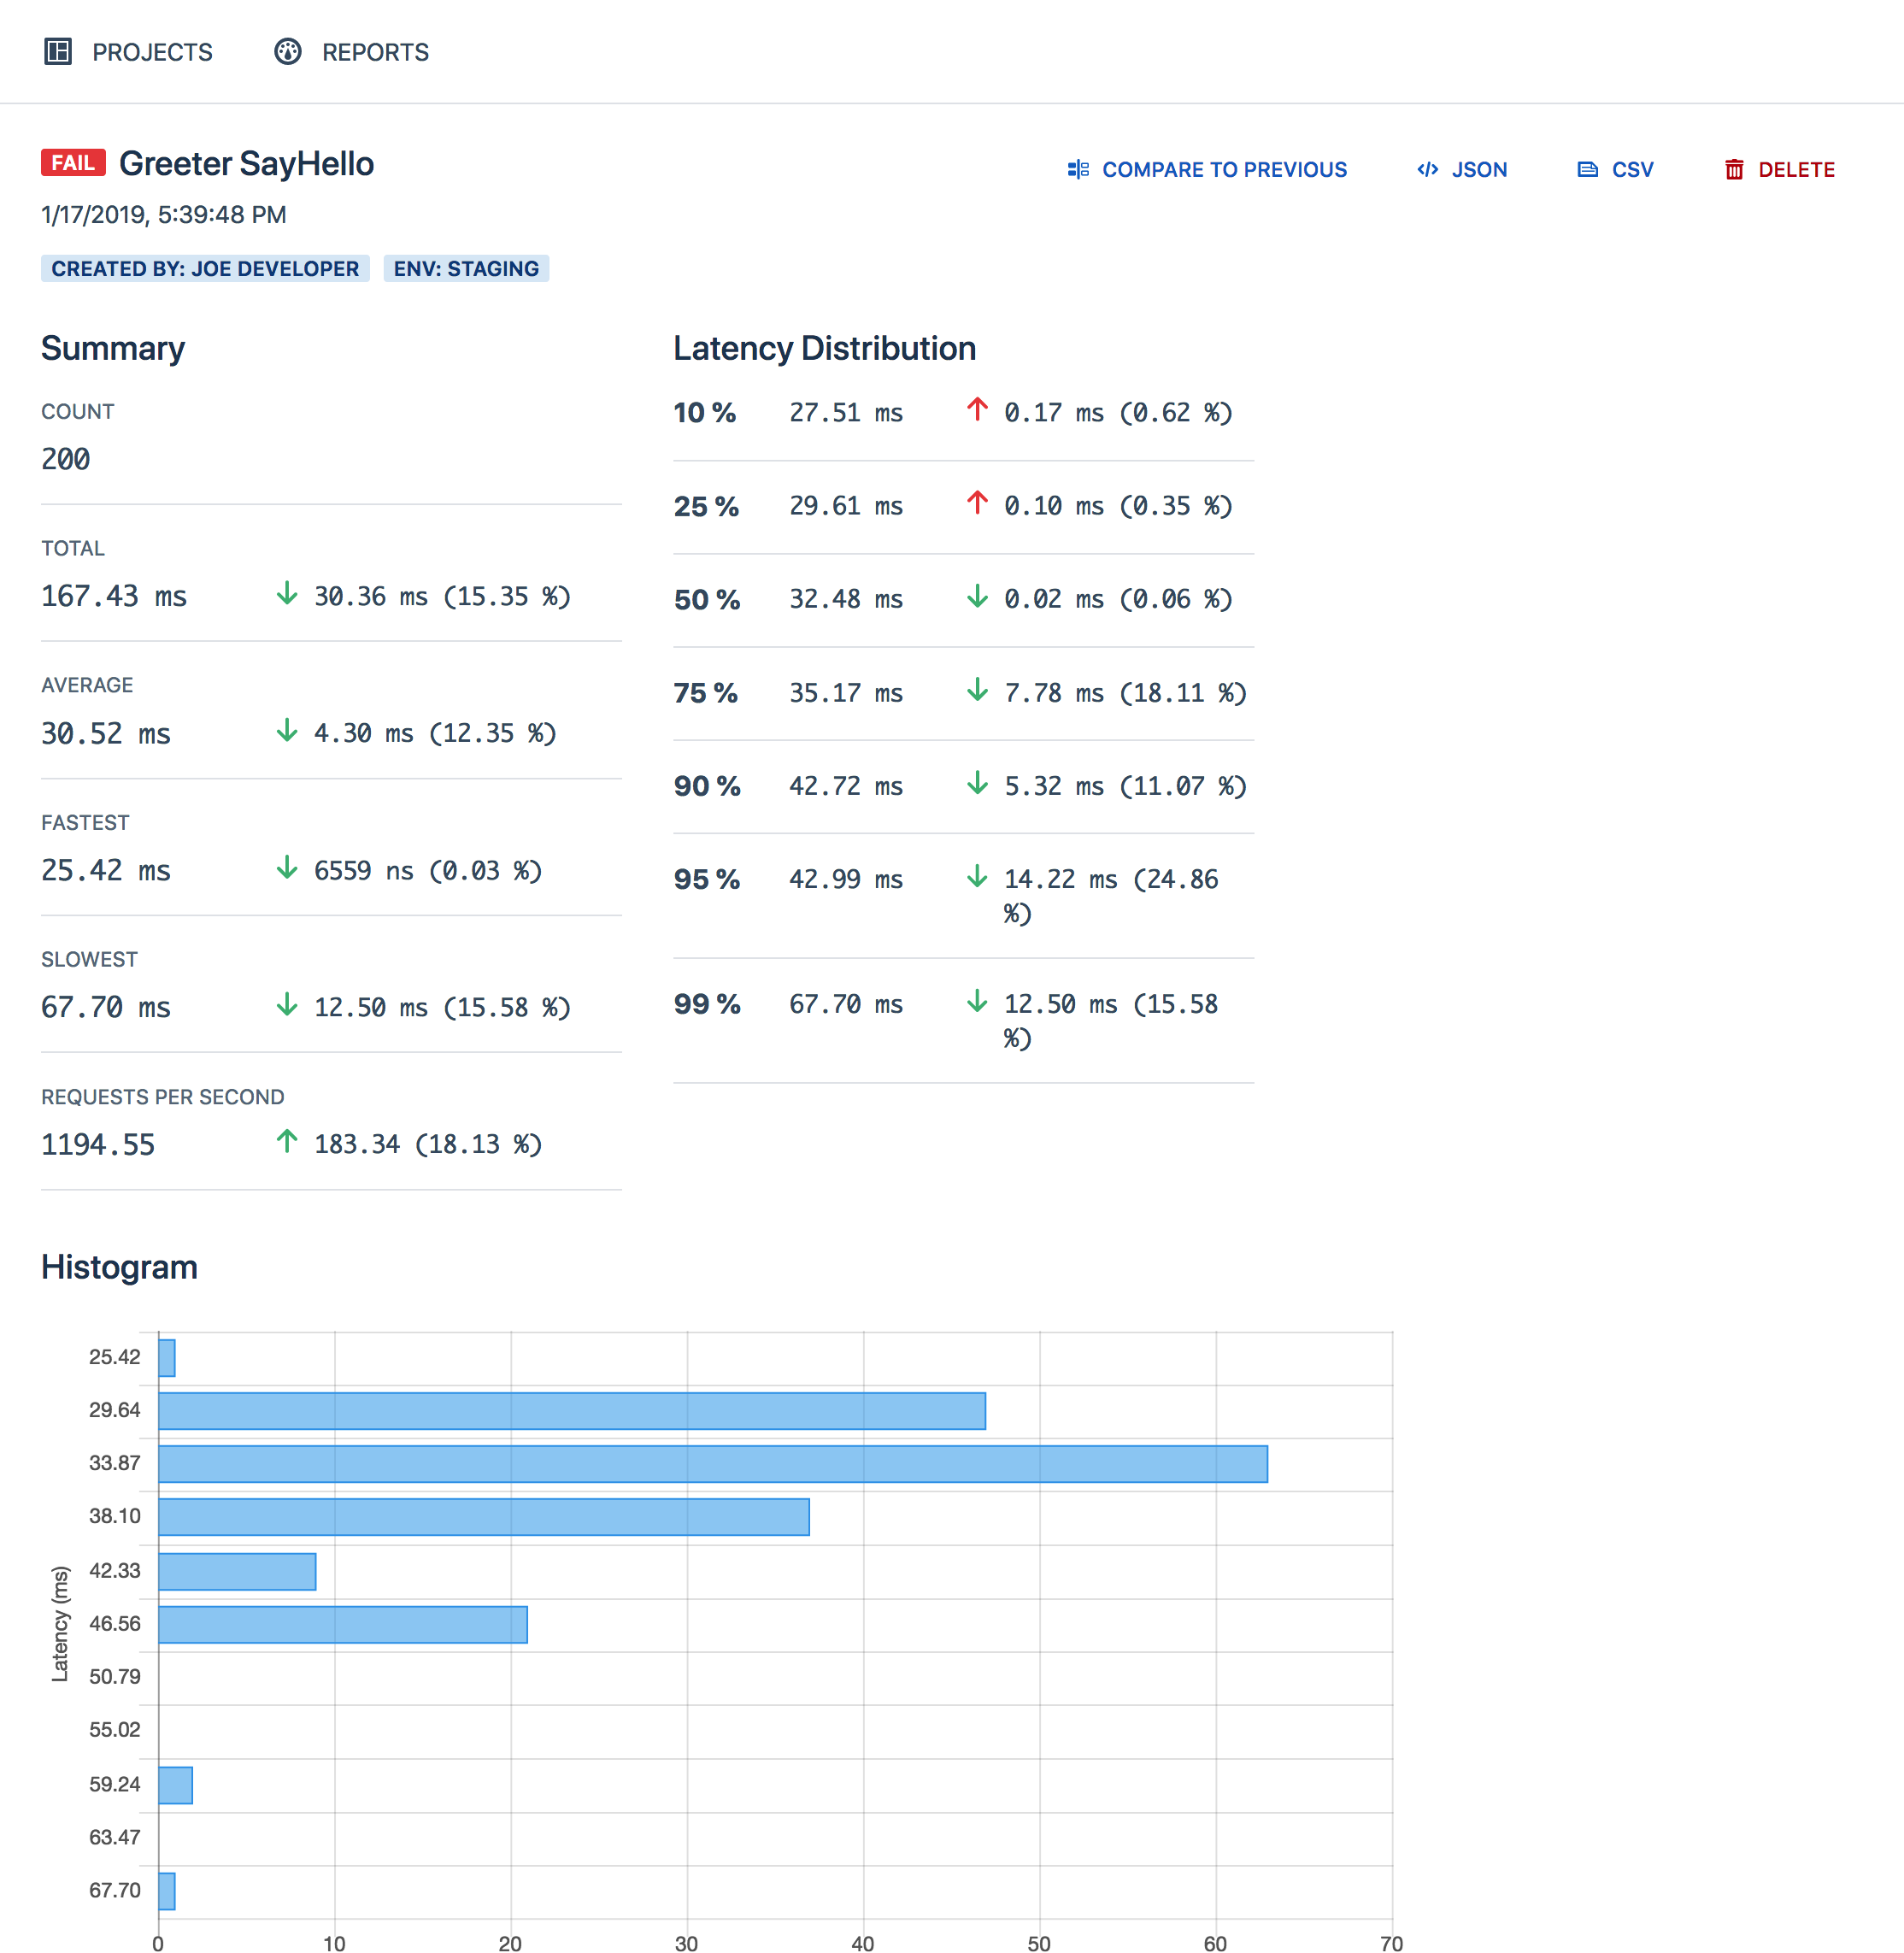 PROJECTS REPORTS
FAIL Greeter SayHello
COMPARE TO PREVIOUS JSON CSV DELETE
1/17/2019, 5:39:48 PM
CREATED BY: JOE DEVELOPER ENV: STAGING
Summary
COUNT
200
TOTAL
167.43 ms 30.36 ms (15.35 %)
AVERAGE
30.52 ms 4.30 ms (12.35 %)
FASTEST
25.42 ms 6559 ns (0.03 %)
SLOWEST
67.70 ms 12.50 ms (15.58 %)
REQUESTS PER SECOND
1194.55 183.34 (18.13 %)
Latency Distribution
10 % 27.51 ms 0.17 ms (0.62 %)
25 % 29.61 ms 0.10 ms (0.35 %)
50 % 32.48 ms 0.02 ms (0.06 %)
75 % 35.17 ms 7.78 ms (18.11 %)
90 % 42.72 ms 5.32 ms (11.07 %)
95 % 42.99 ms 14.22 ms (24.86
%)
99 % 67.70 ms 12.50 ms (15.58
%)
Histogram
Latency (ms)
25.42
29.64
33.87
38.10
42.33
46.56
50.79
55.02
59.24
63.47
67.70
0 10 20 30 40 50 60 70